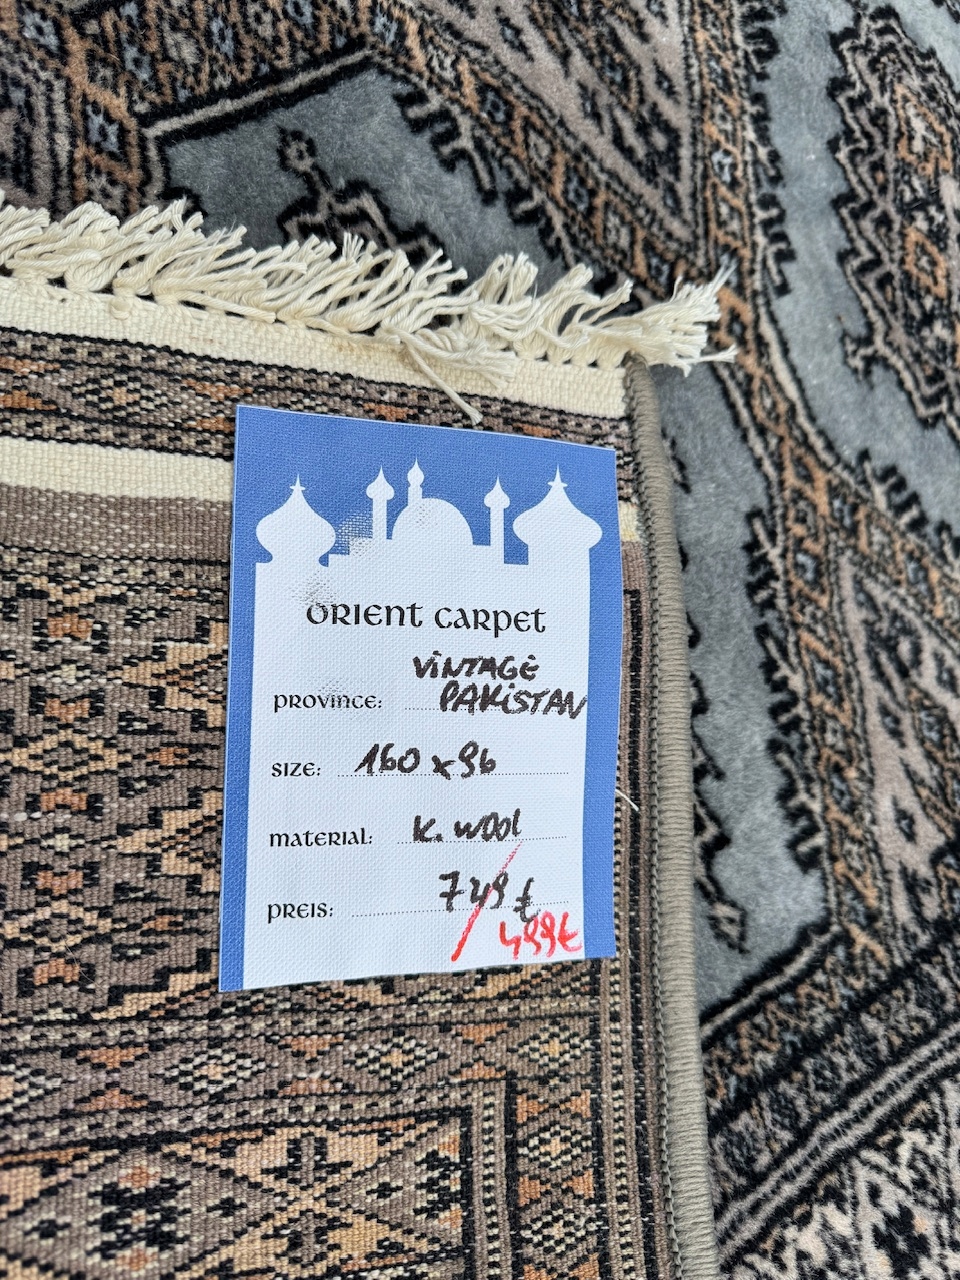 ORIENT CARPET
VINTAGE
PROVINCE: PAKISTAN
SIZE: 160 x 96
MATERIAL: K. WOOL
PREIS: 749 €
499€